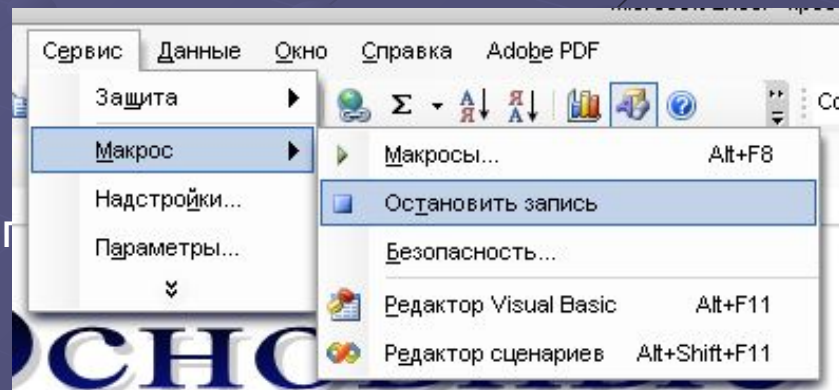 Сервис Данные Окно Справка Adobe PDF
Защита
Макрос
Макросы... Alt+F8
Надстройки...
Остановить запись
Параметры...
Безопасность...
Редактор Visual Basic Alt+F11
Редактор сценариев Alt+Shift+F11